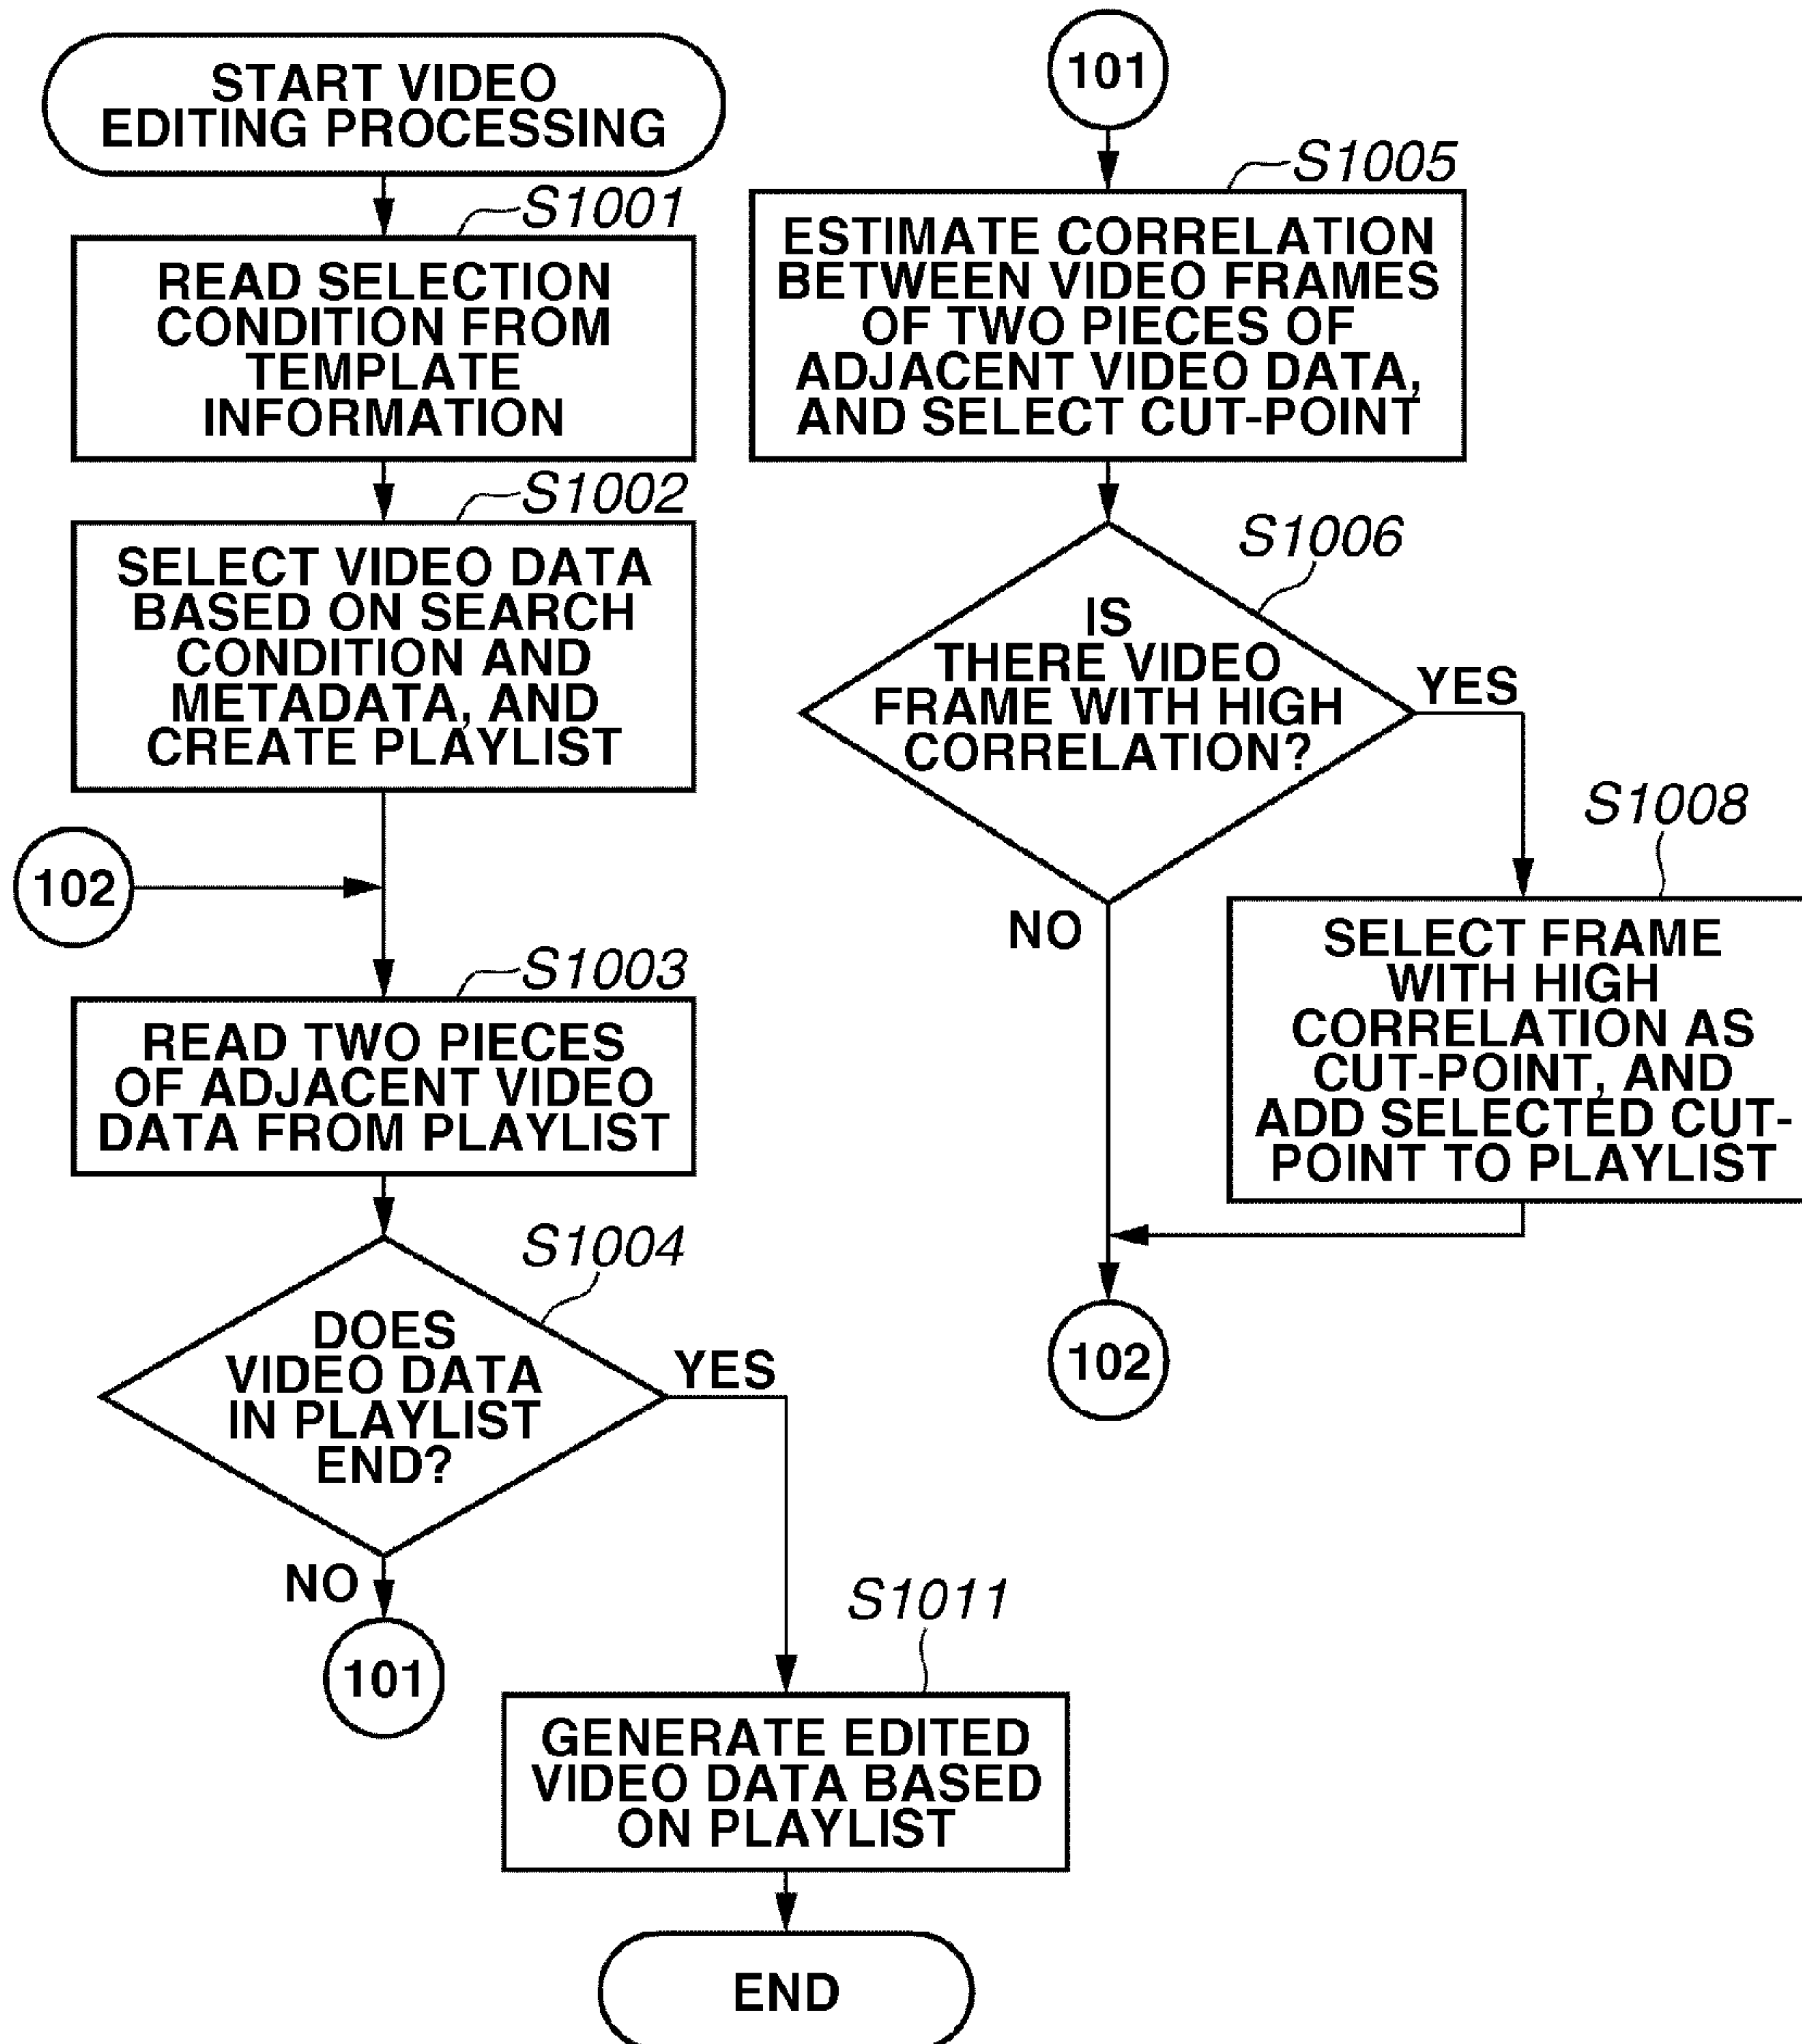 START VIDEO
EDITING PROCESSING
S1001
READ SELECTION
CONDITION FROM
TEMPLATE
INFORMATION
S1002
SELECT VIDEO DATA
BASED ON SEARCH
CONDITION AND
METADATA, AND
CREATE PLAYLIST
102
S1003
READ TWO PIECES
OF ADJACENT VIDEO
DATA FROM PLAYLIST
S1004
DOES
VIDEO DATA
IN PLAYLIST
END?
YES
NO
101
S1011
GENERATE EDITED
VIDEO DATA BASED
ON PLAYLIST
END
101
S1005
ESTIMATE CORRELATION
BETWEEN VIDEO FRAMES
OF TWO PIECES OF
ADJACENT VIDEO DATA,
AND SELECT CUT-POINT
S1006
IS
THERE VIDEO
FRAME WITH HIGH
CORRELATION?
YES
NO
S1008
SELECT FRAME
WITH HIGH
CORRELATION AS
CUT-POINT, AND
ADD SELECTED CUT-
POINT TO PLAYLIST
102